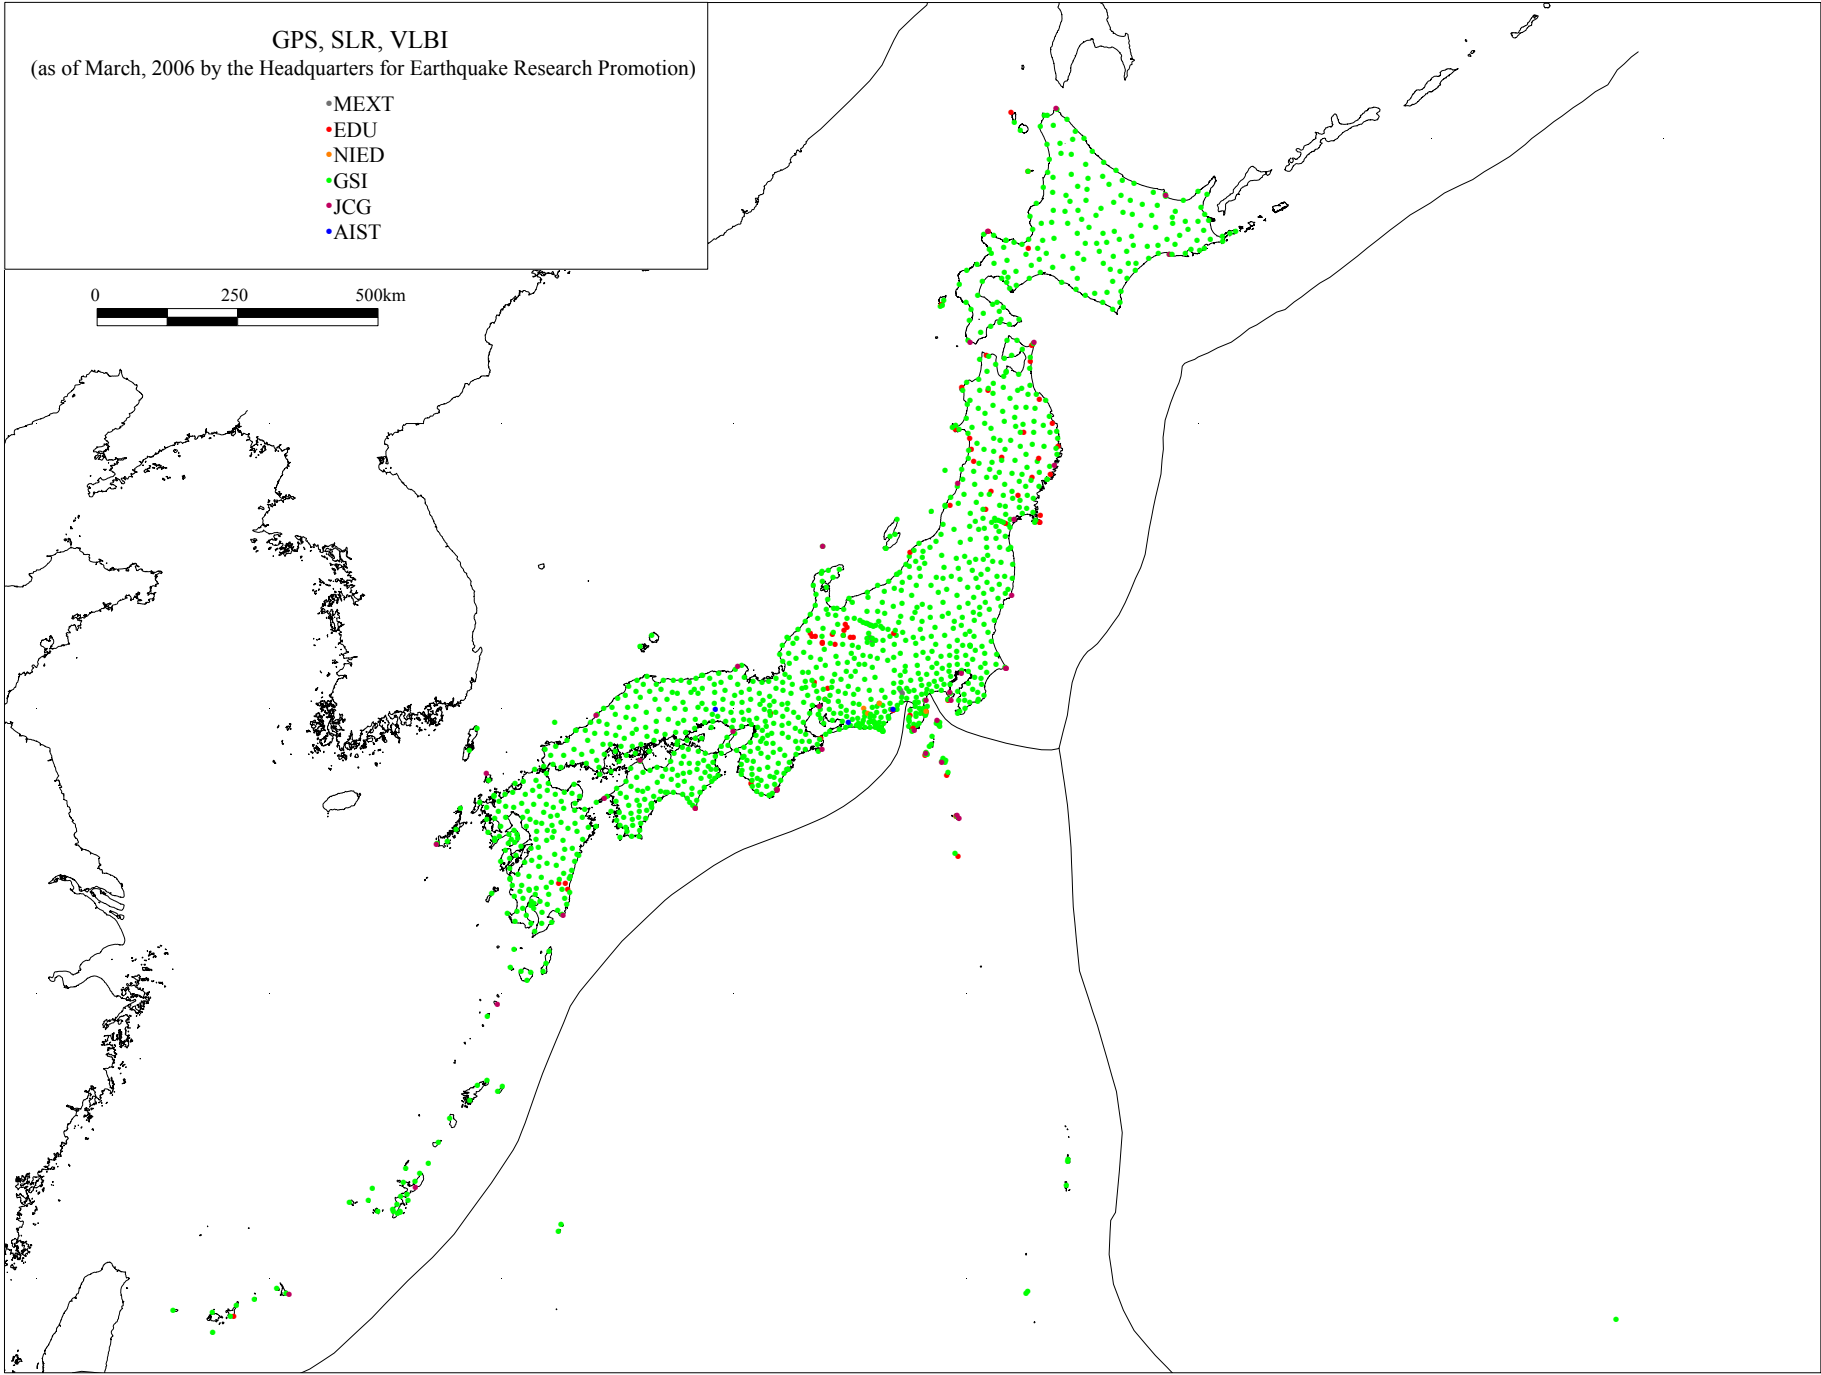 GPS, SLR, VLBI
(as of March, 2006 by the Headquarters for Earthquake Research Promotion)
MEXT
EDU
NIED
GSI
JCG
AIST
0 250 500km